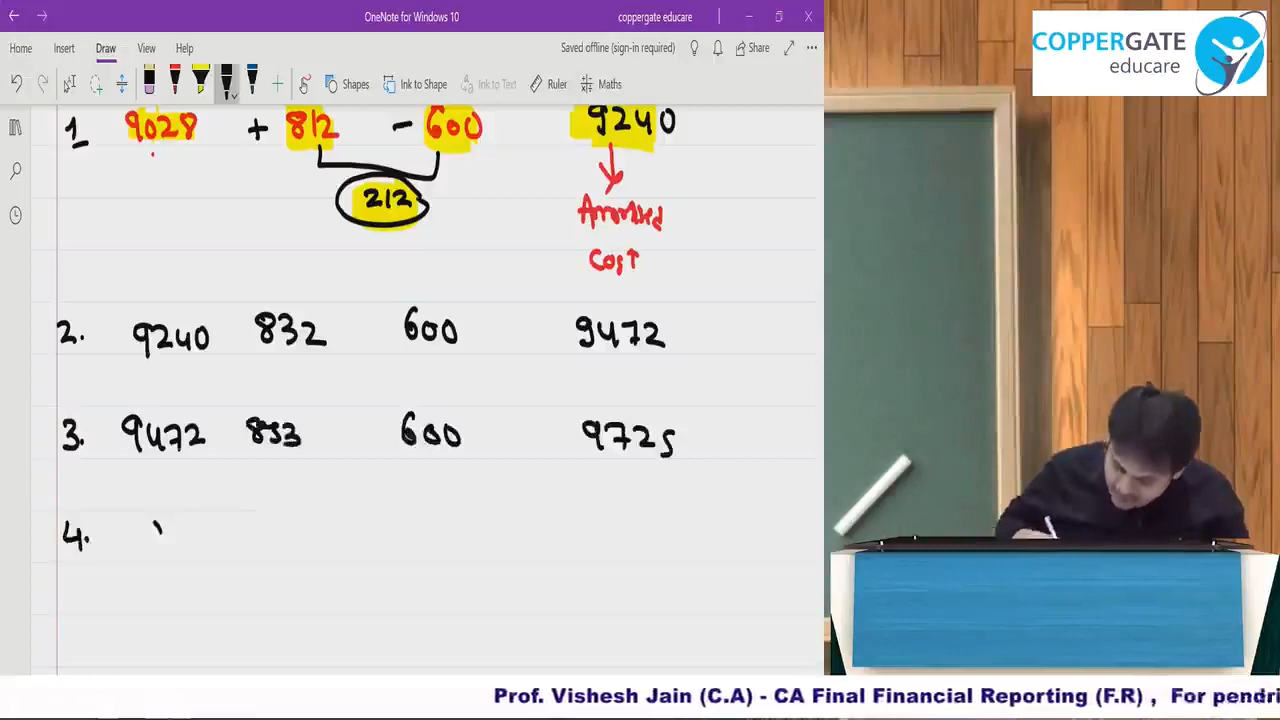 OneNote for Windows 10
coppergate educare
Home Insert Draw View Help
Saved offline (sign-in required)
Share
Shapes
Ink to Shape
Ink to Text
Ruler
Maths
COPPERGATE
educare
1 9028 + 812 - 600 9240
212
Cost
2. 9240 832 600 9472
3. 9472 853 600 9725
4.
Prof. Vishesh Jain (C.A) - CA Final Financial Reporting (F.R) , For pendri